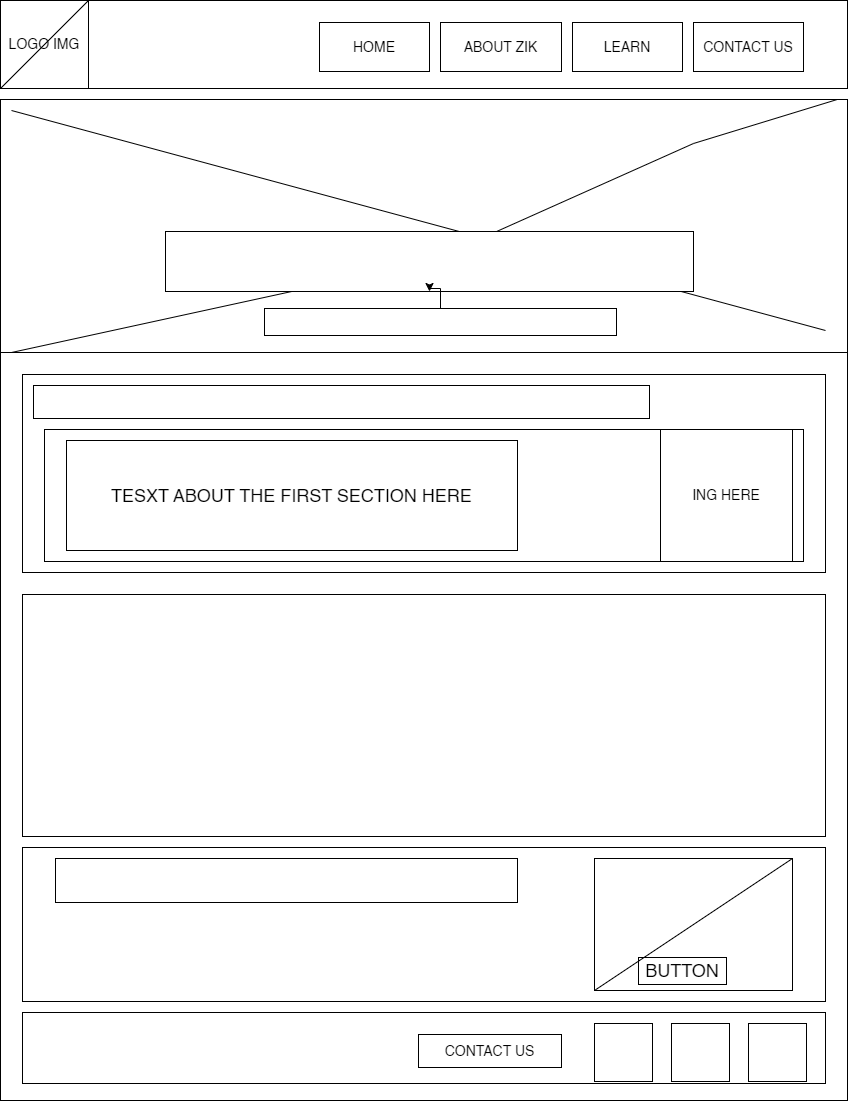 LOGO IMG
HOME
ABOUT ZIK
LEARN
CONTACT US
TESXT ABOUT THE FIRST SECTION HERE
ING HERE
BUTTON
CONTACT US